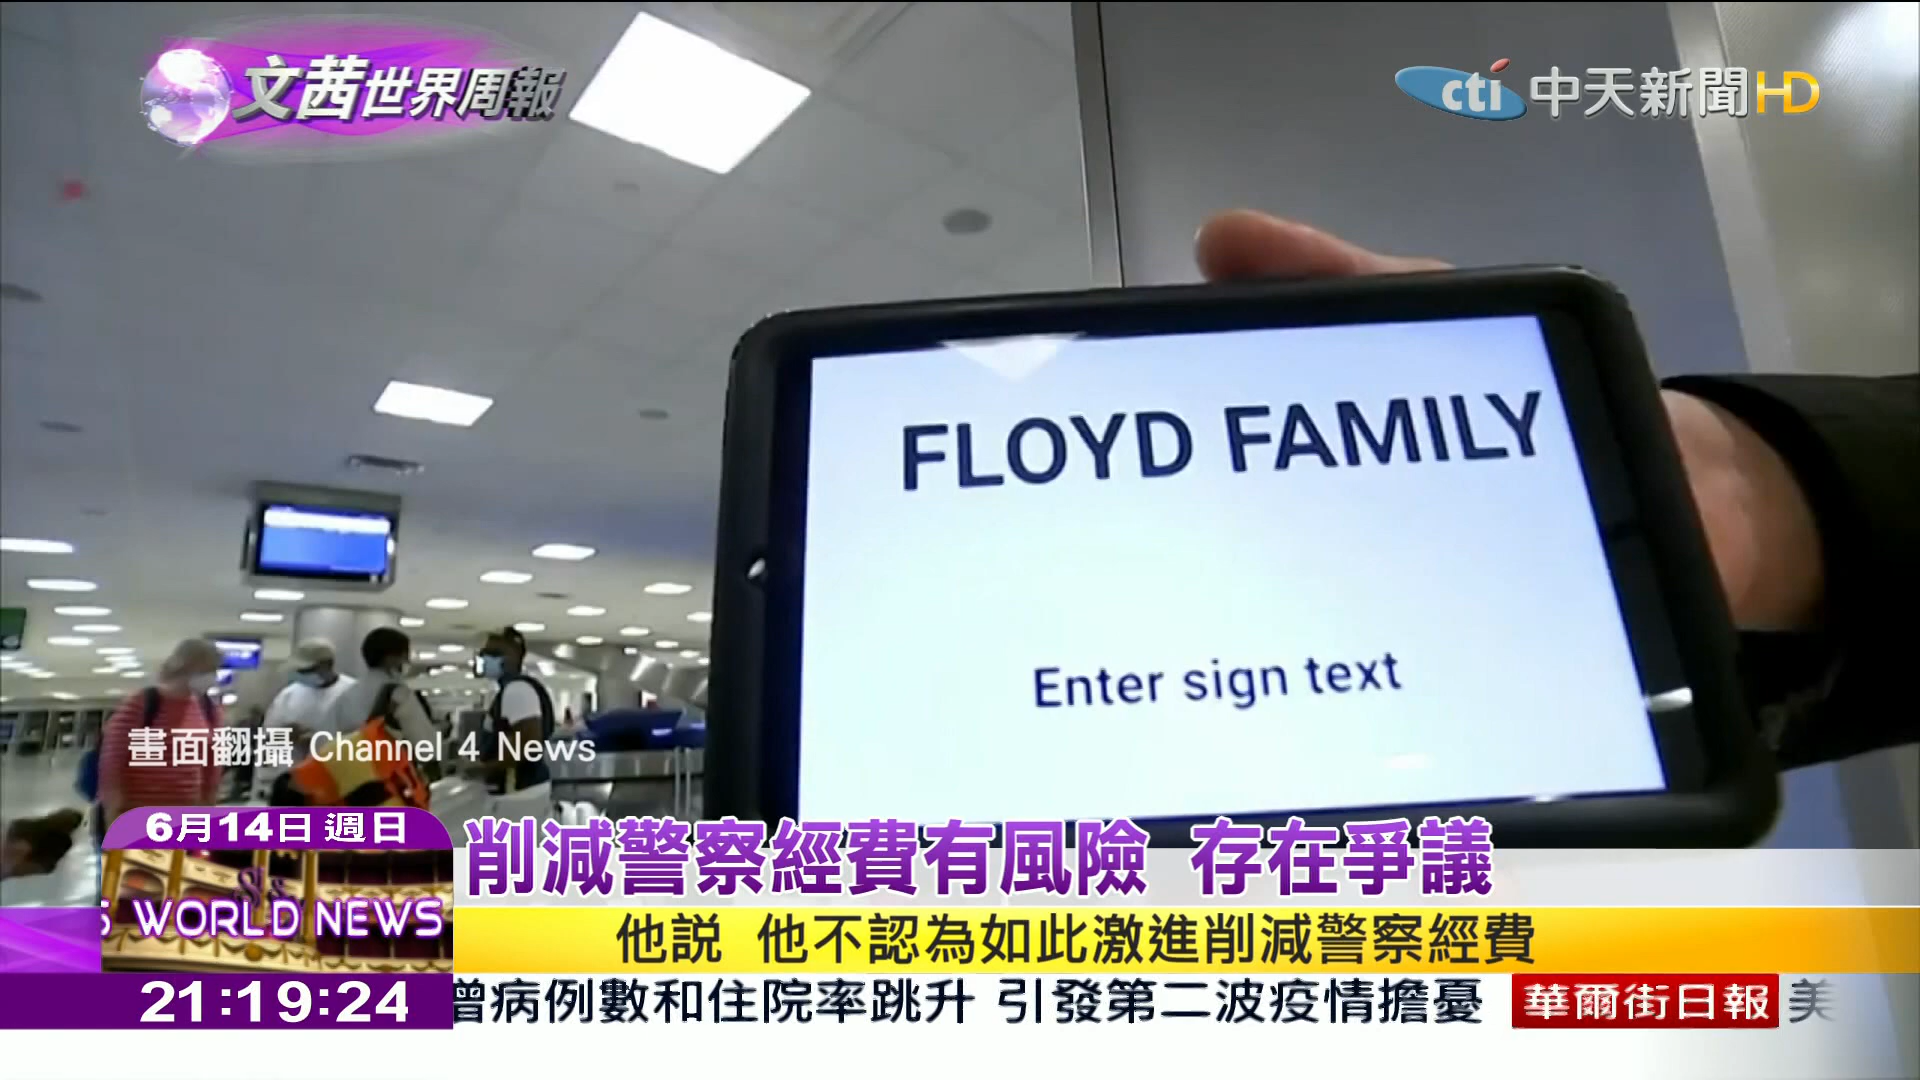 文茜世界周報
cti 中天新聞HD
FLOYD FAMILY
Enter sign text
畫面翻攝 Channel 4 News
6月14日 週日
削減警察經費有風險 存在爭議
WORLD NEWS
他説 他不認為如此激進削減警察經費
21:19:24
增病例數和住院率跳升 引發第二波疫情擔憂 華爾街日報 美